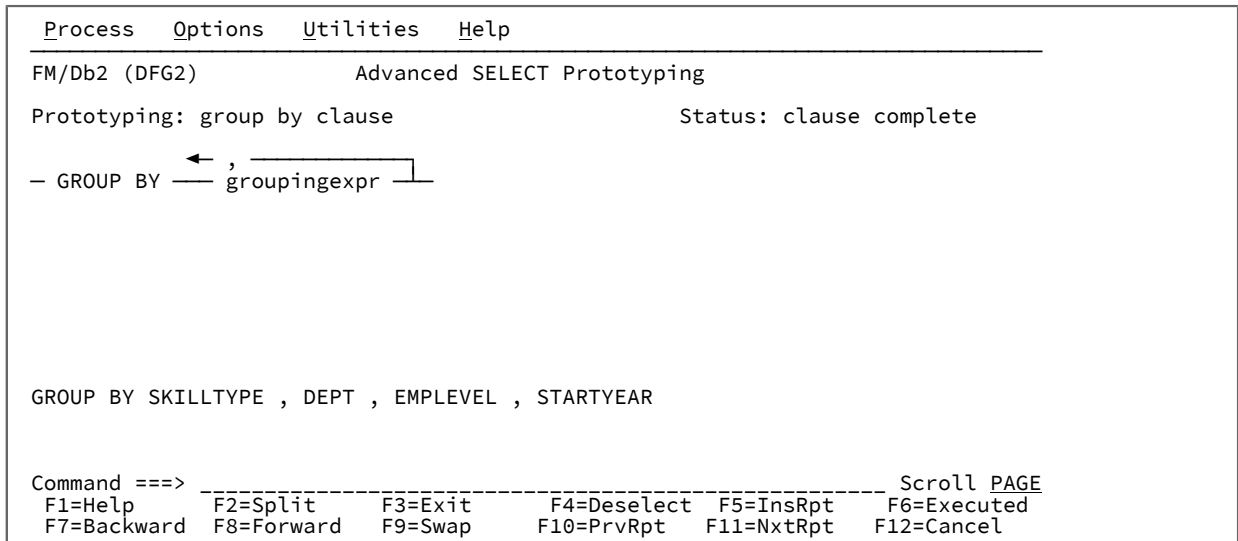 Process Options Utilities Help
FM/Db2 (DFG2) Advanced SELECT Prototyping
Prototyping: group by clause Status: clause complete
,
GROUP BY groupingexpr
GROUP BY SKILLTYPE , DEPT , EMPLEVEL , STARTYEAR
Command ===> Scroll PAGE
F1=Help F2=Split F3=Exit F4=Deselect F5=InsRpt F6=Executed
F7=Backward F8=Forward F9=Swap F10=PrvRpt F11=NxtRpt F12=Cancel